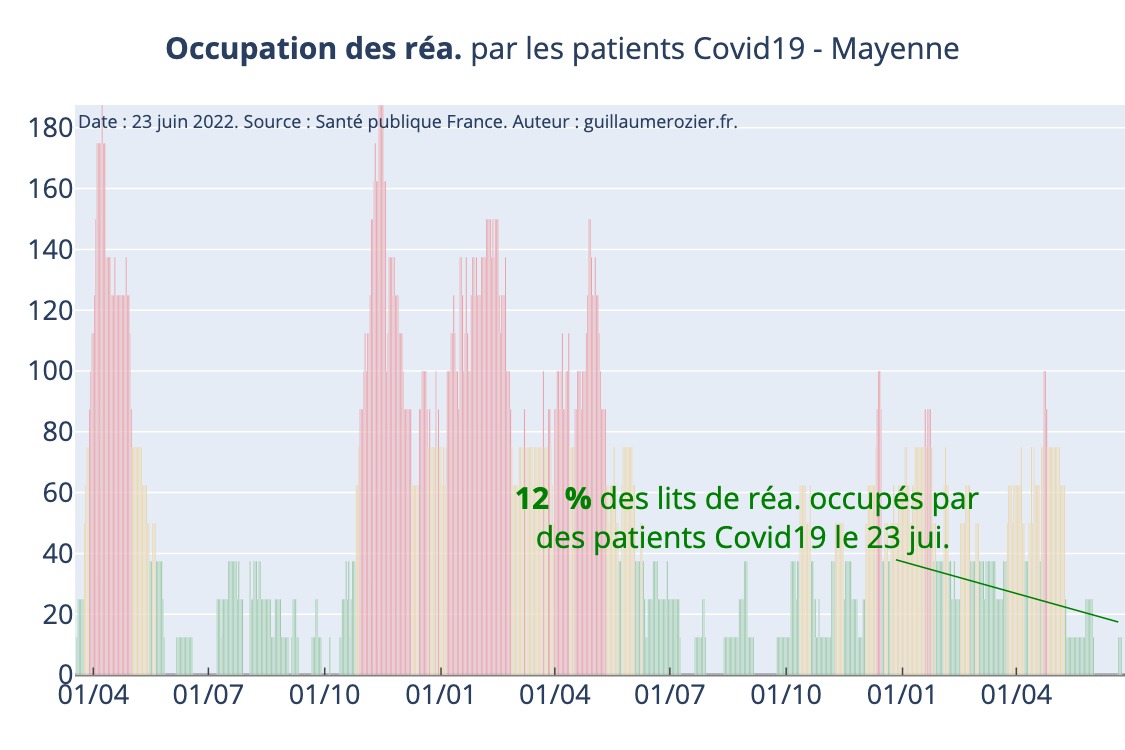 Occupation des réa. par les patients Covid19 - Mayenne
Date : 23 juin 2022. Source : Santé publique France. Auteur : guillaumerozier.fr.
180
160
140
120
100
80
60
40
20
0
12 % des lits de réa. occupés par
des patients Covid19 le 23 jui.
01/04 01/07 01/10 01/01 01/04 01/07 01/10 01/01 01/04